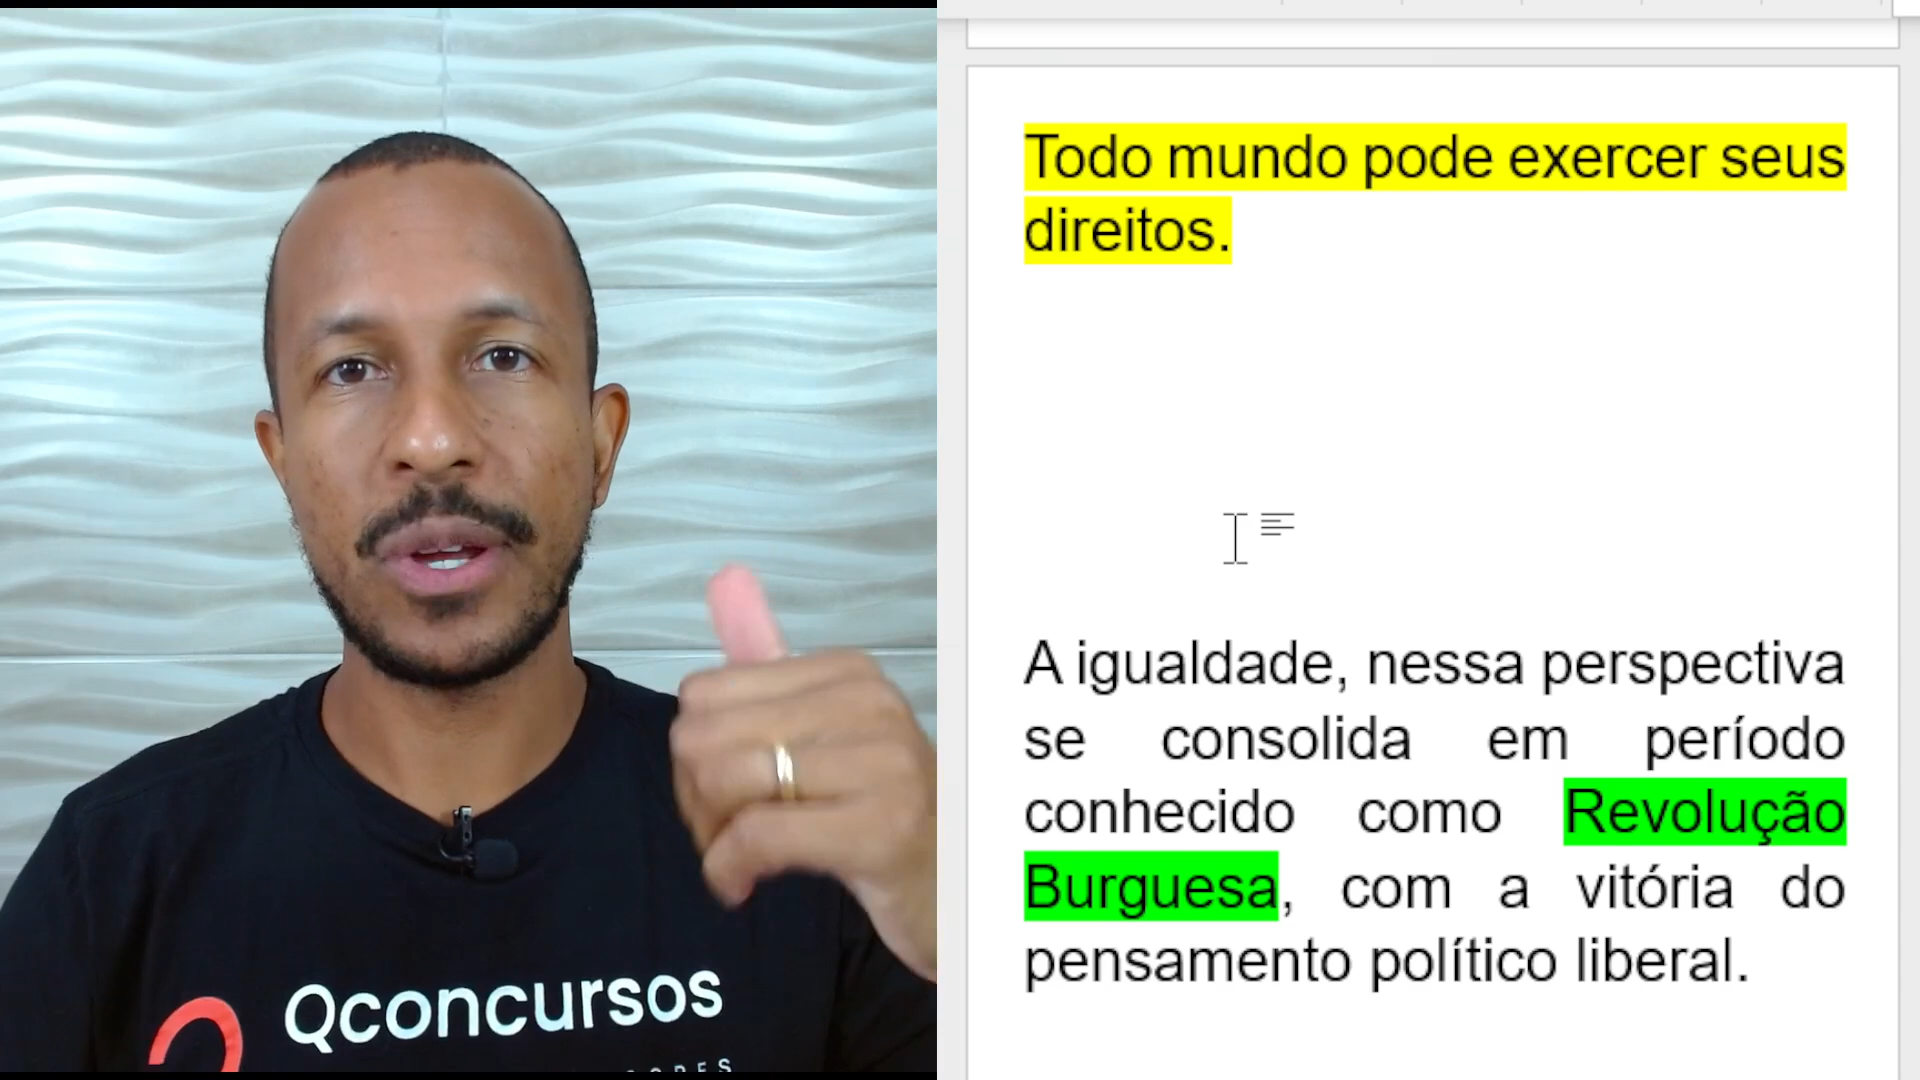 Todo mundo pode exercer seus
direitos.
A igualdade, nessa perspectiva
se consolida em período
conhecido como Revolução
Burguesa, com a vitória do
pensamento político liberal.
Qconcursos